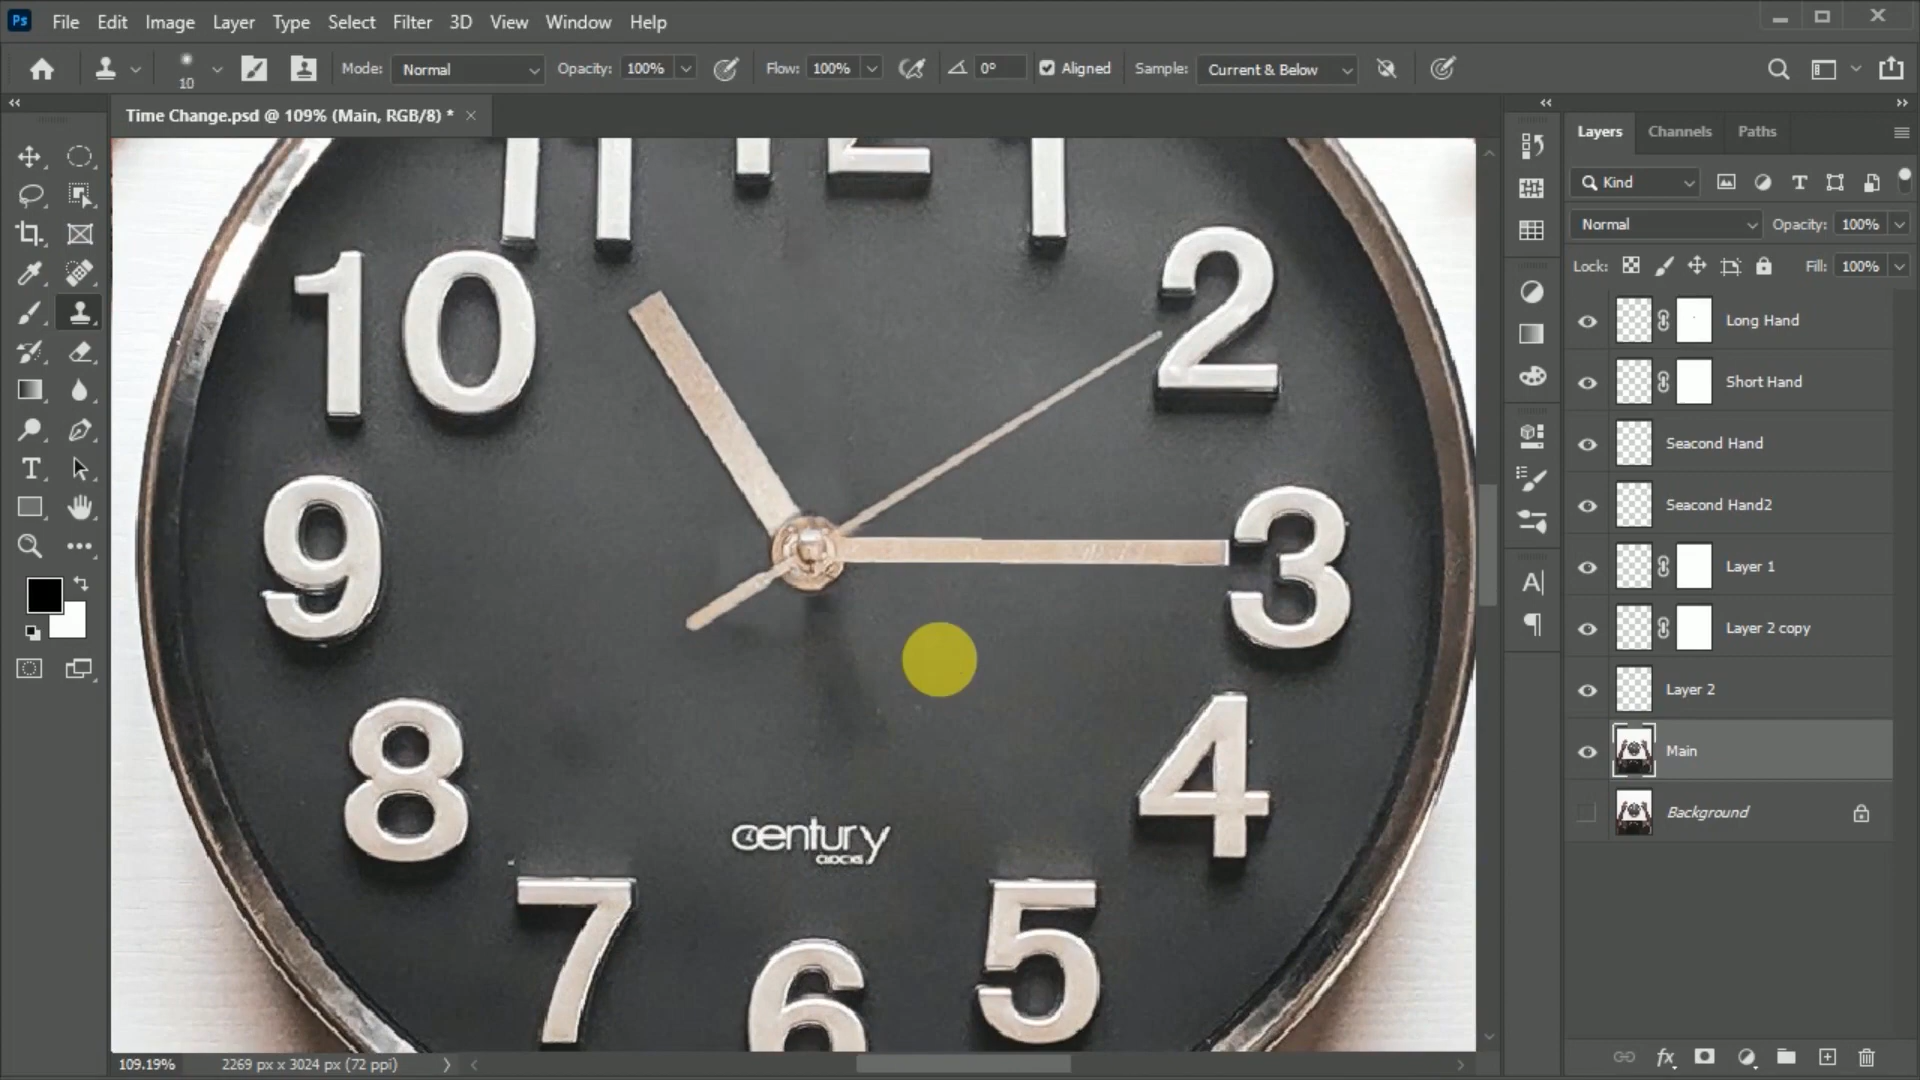 Ps File Edit Image Layer Type Select Filter 3D View Window Help
10 Mode: Normal Opacity: 100% Flow: 100% 0° Aligned Sample: Current & Below
Time Change.psd @ 109% (Main, RGB/8) * ×
Layers Channels Paths
Kind
Normal Opacity: 100%
Lock: Fill: 100%
Long Hand
Short Hand
Seacond Hand
Seacond Hand2
Layer 1
Layer 2 copy
Layer 2
Main
Background
11 12 1
10 2
9 3
8 4
century
CLOCKS
7 5
6
109.19% 2269 px x 3024 px (72 ppi)